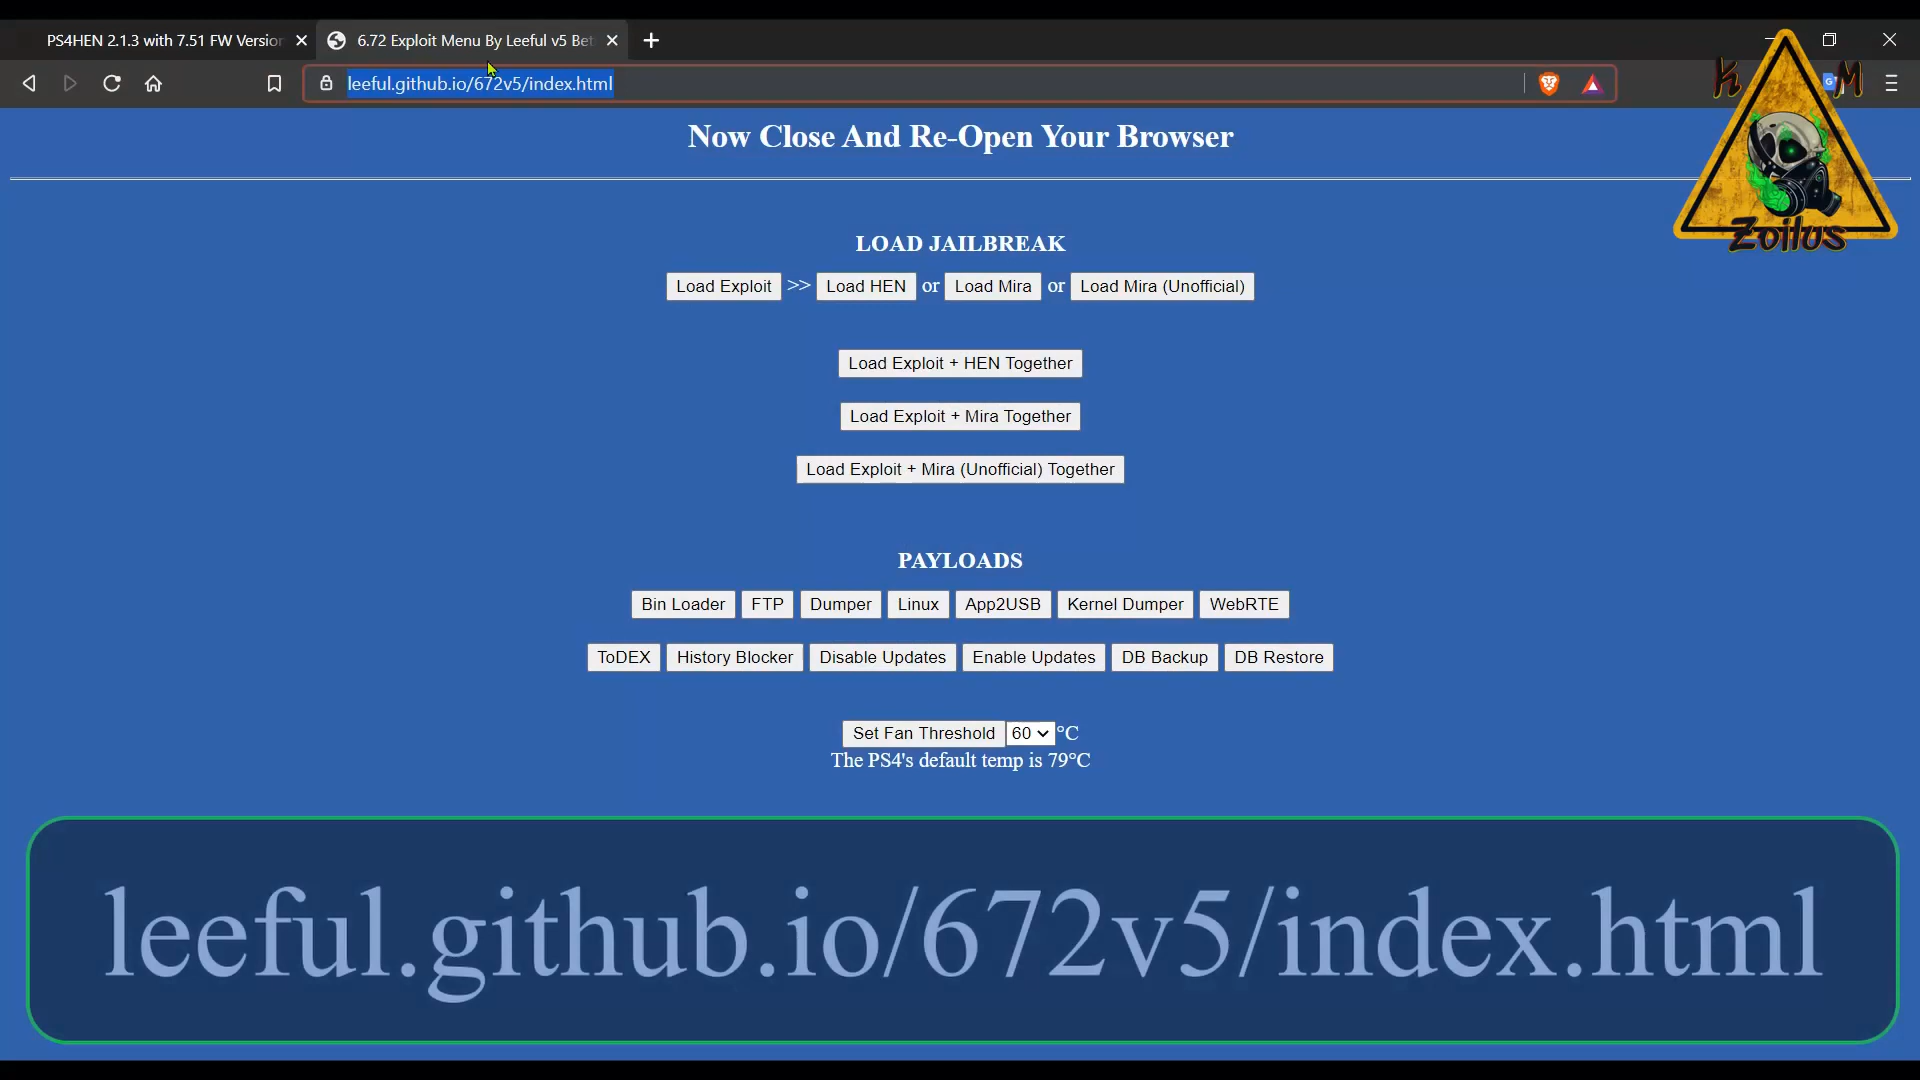 PS4HEN 2.1.3 with 7.51 FW Version
6.72 Exploit Menu By Leeful v5 Bet
leeful.github.io/672v5/index.html
K M
Zoilus
Now Close And Re-Open Your Browser
LOAD JAILBREAK
Load Exploit >> Load HEN or Load Mira or Load Mira (Unofficial)
Load Exploit + HEN Together
Load Exploit + Mira Together
Load Exploit + Mira (Unofficial) Together
PAYLOADS
Bin Loader FTP Dumper Linux App2USB Kernel Dumper WebRTE
ToDEX History Blocker Disable Updates Enable Updates DB Backup DB Restore
Set Fan Threshold 60 °C
The PS4's default temp is 79°C
leeful.github.io/672v5/index.html